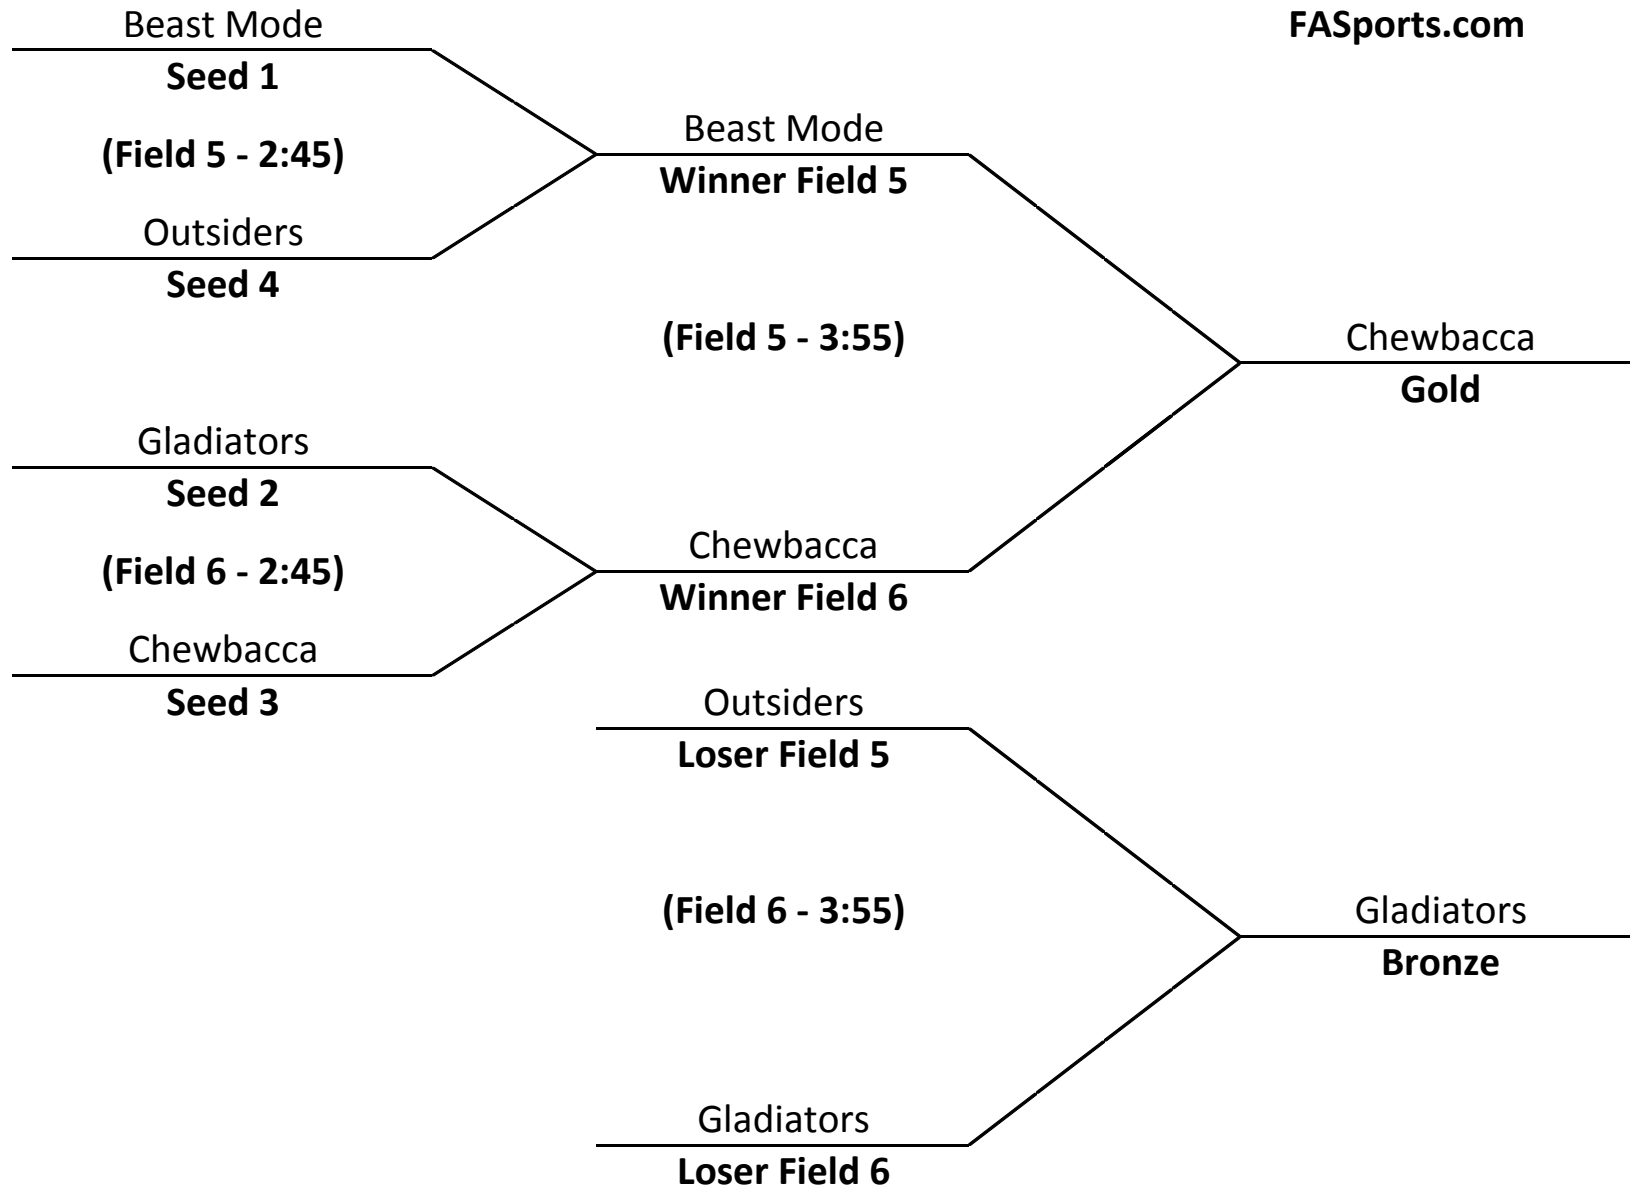 Beast Mode
FASports.com
Seed 1
Beast Mode
(Field 5 - 2:45)
Winner Field 5
Outsiders
Seed 4
(Field 5 - 3:55)
Chewbacca
Gold
Gladiators
Seed 2
Chewbacca
(Field 6 - 2:45)
Winner Field 6
Chewbacca
Seed 3
Outsiders
Loser Field 5
(Field 6 - 3:55)
Gladiators
Bronze
Gladiators
Loser Field 6